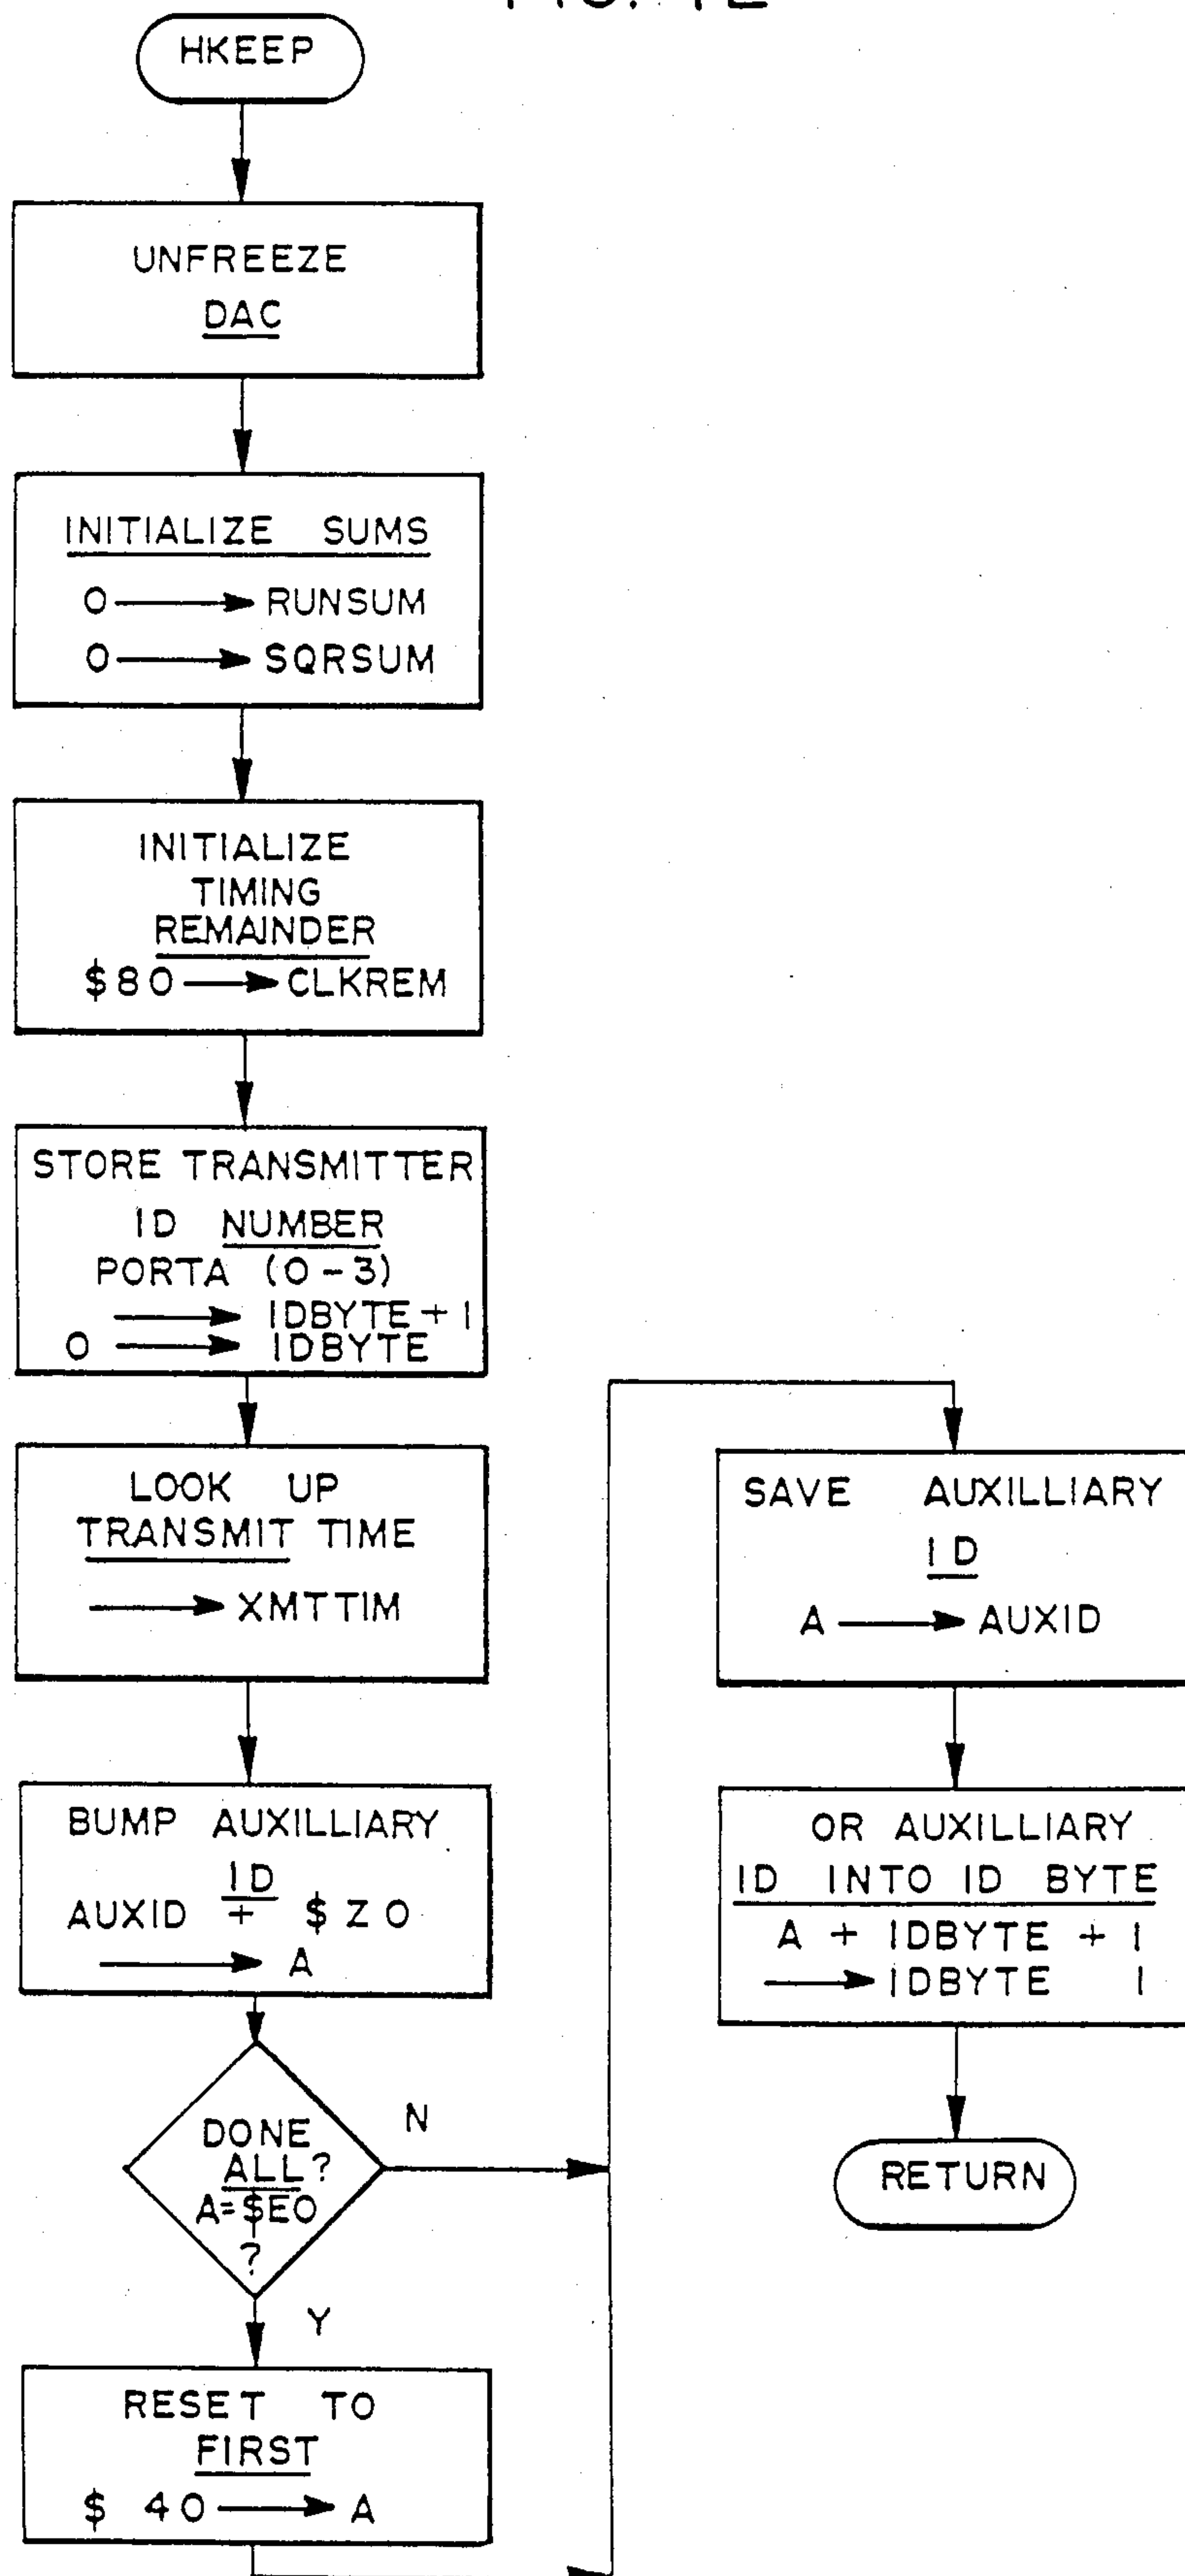 HKEEP
UNFREEZE
DAC
INITIALIZE SUMS
0 → RUNSUM
0 → SQRSUM
INITIALIZE
TIMING
REMAINDER
$80 → CLKREM
STORE TRANSMITTER
ID NUMBER
PORTA (0-3)
→ IDBYTE + 1
0 → IDBYTE
LOOK UP
TRANSMIT TIME
→ XMTTIM
BUMP AUXILLIARY
ID
AUXID + $ Z 0
→ A
DONE
ALL?
A=$E0
?
N
Y
RESET TO
FIRST
$ 40 → A
SAVE AUXILLIARY
ID
A → AUXID
OR AUXILLIARY
ID INTO ID BYTE
A + IDBYTE + 1
→ IDBYTE 1
RETURN